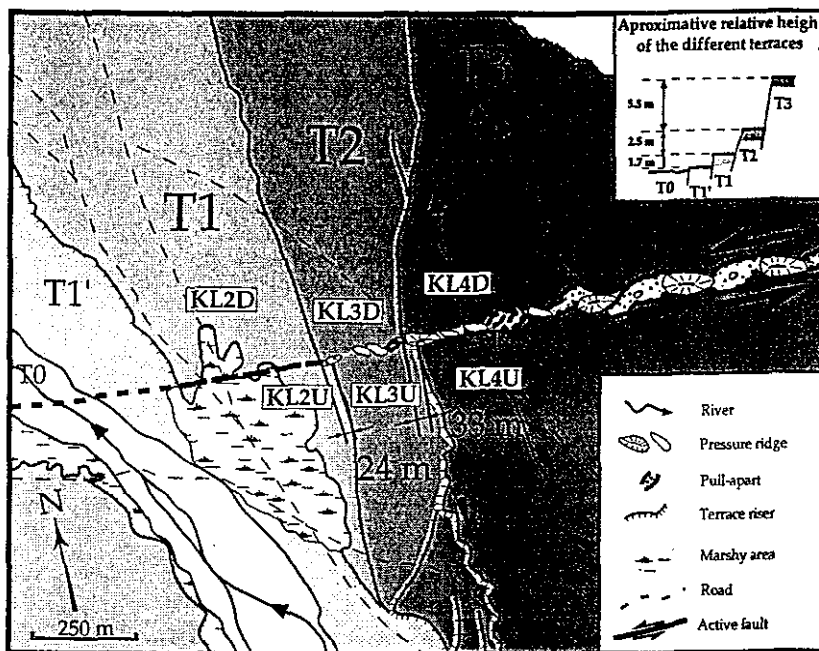 Aproximative relative heigh
of the different terraces
5.5 m
2.5 m
1.7 m
T3
T2
T1
T1'
T0
T3
T2
T1
T1'
T0
KL2D
KL3D
KL4D
KL2U
KL3U
KL4U
33 m
24 m
N
250 m
River
Pressure ridge
Pull-apart
Terrace riser
Marshy area
Road
Active fault